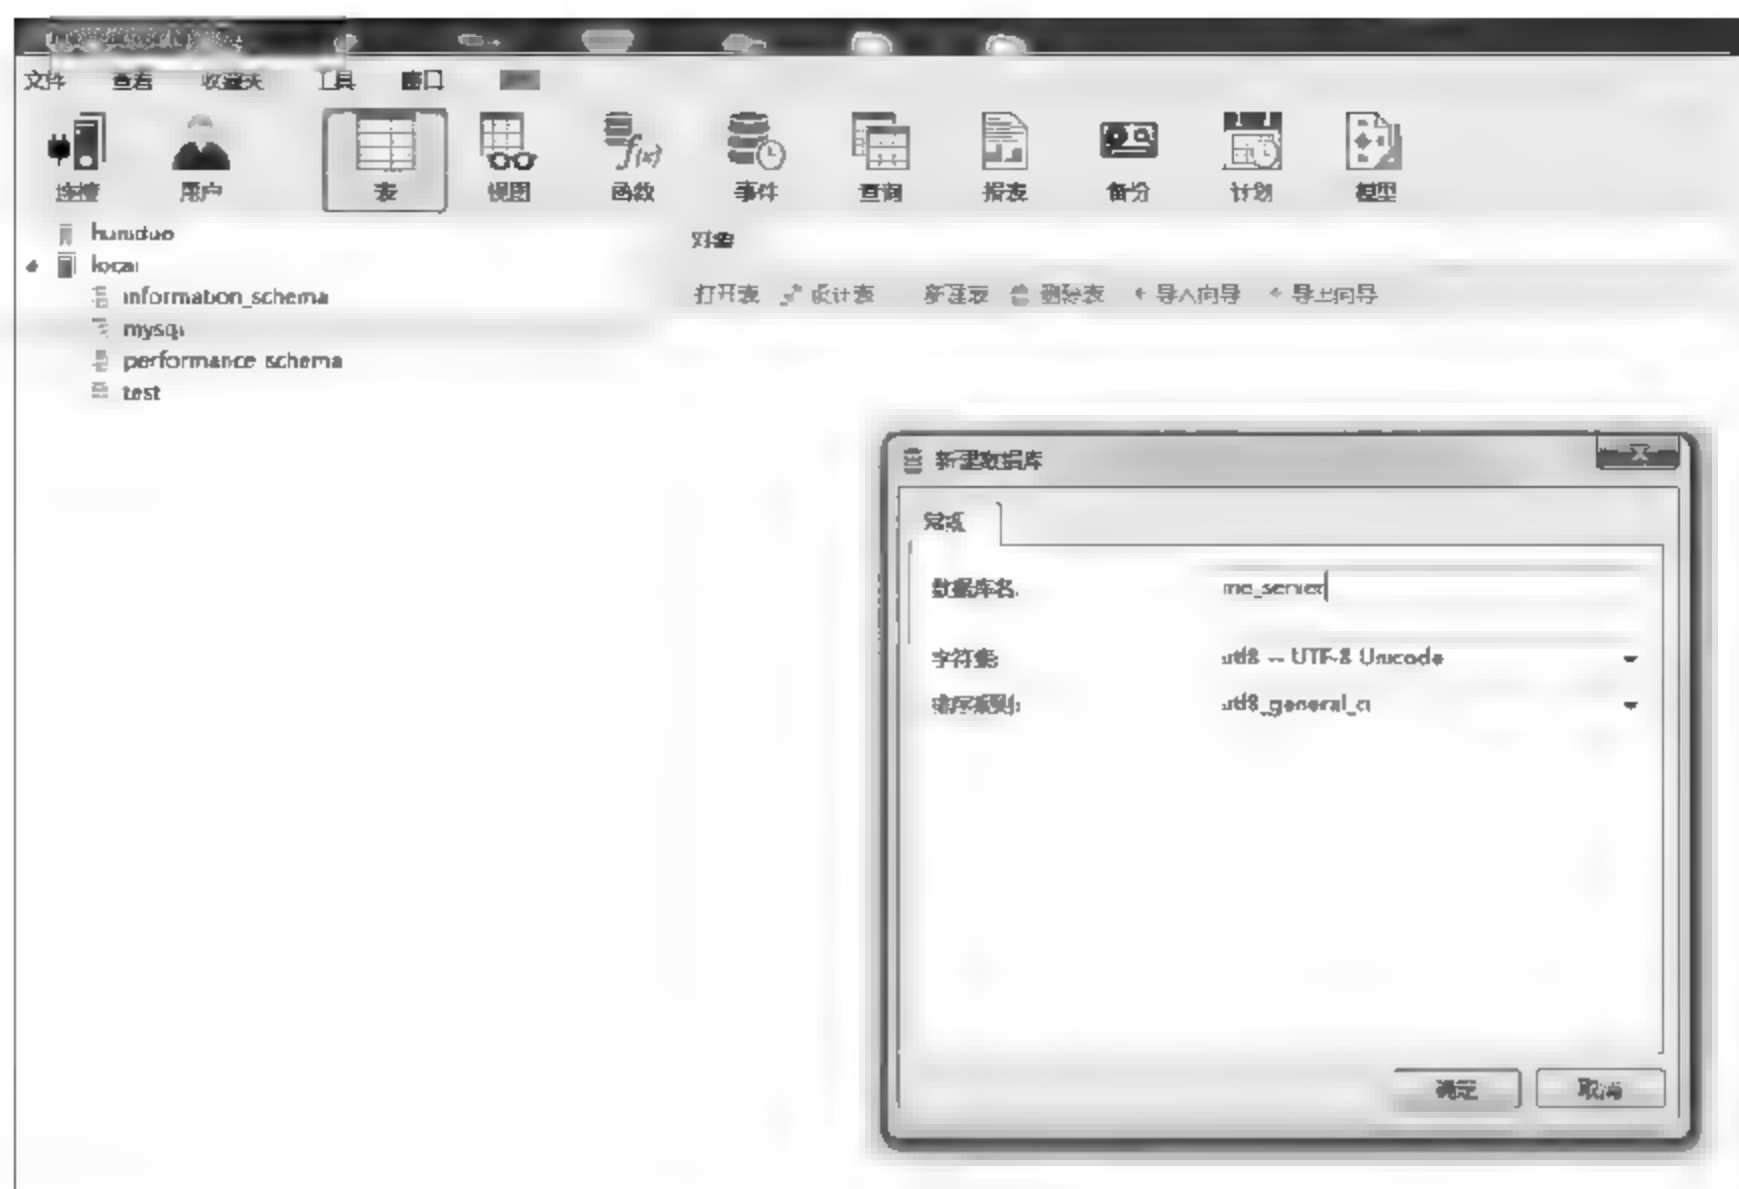 文件 查看 收藏夹 工具 窗口
连接 用户 表 视图 函数 f(x) 事件 查询 报表 备份 计划 模型
local
information_schema
mysql
performance_schema
test
对象
打开表 设计表 新建表 删除表 导入向导 导出向导
新建数据库
常规
数据库名:
字符集: utf8 -- UTF-8 Unicode
排序规则: utf8_general_ci
确定 取消